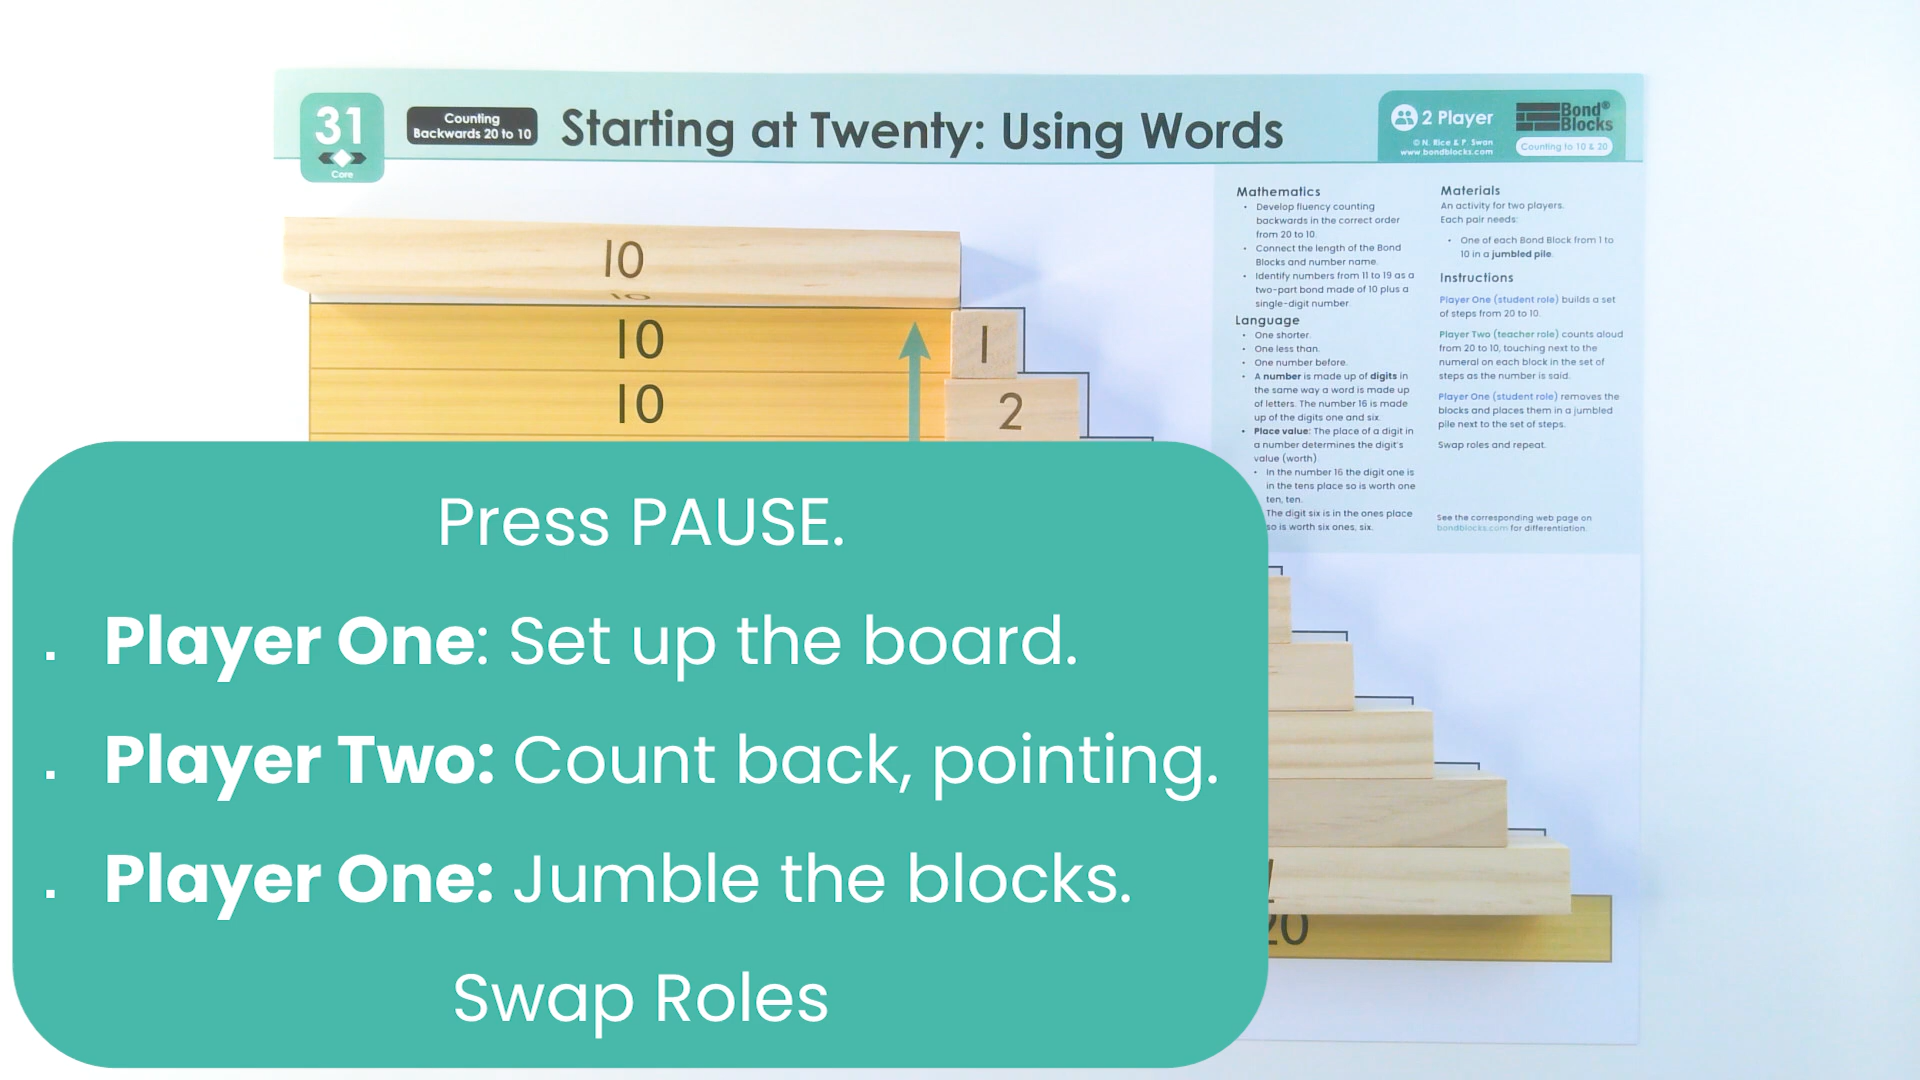 31
Core
Counting
Backwards 20 to 10
Starting at Twenty: Using Words
2 Player
© N. Rice & P. Swan
www.bondblocks.com
Bond®
Blocks
Counting to 10 & 20
Mathematics
• Develop fluency counting
backwards in the correct order
from 20 to 10.
• Connect the length of the Bond
Blocks and number name.
• Identify numbers from 11 to 19 as a
two-part bond made of 10 plus a
single-digit number.
Language
• One shorter.
• One less than.
• One number before.
• A number is made up of digits in
the same way a word is made up
of letters. The number 16 is made
up of the digits one and six.
• Place value: The place of a digit in
a number determines the digit's
value (worth)
• In the number 16 the digit one is
in the tens place so is worth one
ten, ten.
The digit six is in the ones place
so is worth six ones, six.
Materials
An activity for two players.
Each pair needs:
• One of each Bond Block from 1 to
10 in a jumbled pile.
Instructions
Player One (student role) builds a set
of steps from 20 to 10.
Player Two (teacher role) counts aloud
from 20 to 10, touching next to the
numeral on each block in the set of
steps as the number is said.
Player One (student role) removes the
blocks and places them in a jumbled
pile next to the set of steps.
Swap roles and repeat.
See the corresponding web page on
bondblocks.com for differentiation.
10
10
10
1
10
2
20
Press PAUSE.
. Player One: Set up the board.
. Player Two: Count back, pointing.
. Player One: Jumble the blocks.
Swap Roles